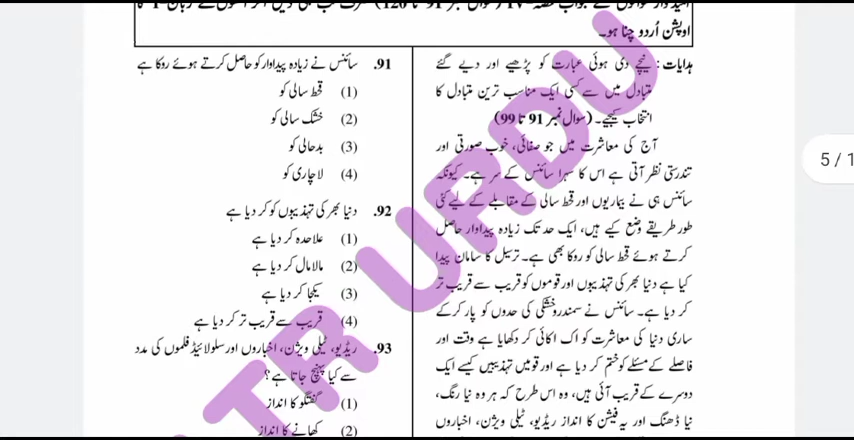 اوپشن اُردو چنا ہو۔
ہدایات: نیچے دی ہوئی عبارت کو پڑھیے اور دیے گئے
متبادل میں سے کسی ایک مناسب ترین متبادل کا
انتخاب کیجیے۔ (سوال نمبر 91 تا 99)
آج کی معاشرت میں جو صفائی، خوب صورتی اور
تندرستی نظر آتی ہے اس کا سہرا سائنس کے سر ہے۔ کیونکہ
سائنس ہی نے بیماریوں اور قحط سالی کے مقابلے کے لیے کئی
طور طریقے وضع کیے ہیں، ایک حد تک زیادہ پیداوار حاصل
کرتے ہوئے قحط سالی کو روکا بھی ہے۔ ترسیل کا سامان پیدا
کیا ہے دنیا بھر کی تہذیبوں اور قوموں کو قریب سے قریب تر
کر دیا ہے۔ سائنس نے سمندر و خشکی کی حدوں کو پار کر کے
ساری دنیا کی معاشرت کو اک اکائی کر دکھایا ہے وقت اور
فاصلے کے مسئلے کو ختم کر دیا ہے اور قومیں تہذیبیں کیسے ایک
دوسرے کے قریب آئی ہیں، وہ اس طرح کہ ہر وہ نیا رنگ،
نیا ڈھنگ اور یہ فیشن کا انداز ریڈیو، ٹیلی ویژن، اخباروں
91. سائنس نے زیادہ پیداوار کو حاصل کرتے ہوئے روکا ہے
(1) قحط سالی کو
(2) خشک سالی کو
(3) بدحالی کو
(4) لاچاری کو
92. دنیا بھر کی تہذیبوں کو کر دیا ہے
(1) علاحدہ کر دیا ہے
(2) مالا مال کر دیا ہے
(3) یکجا کر دیا ہے
(4) قریب سے قریب تر کر دیا ہے
93. ریڈیو، ٹیلی ویژن، اخباروں اور سلولائیڈ فلموں کی مدد
سے کیا پہنچ جاتا ہے؟
(1) گفتگو کا انداز
(2) کھانے کا انداز
TR URDU
5 / 1